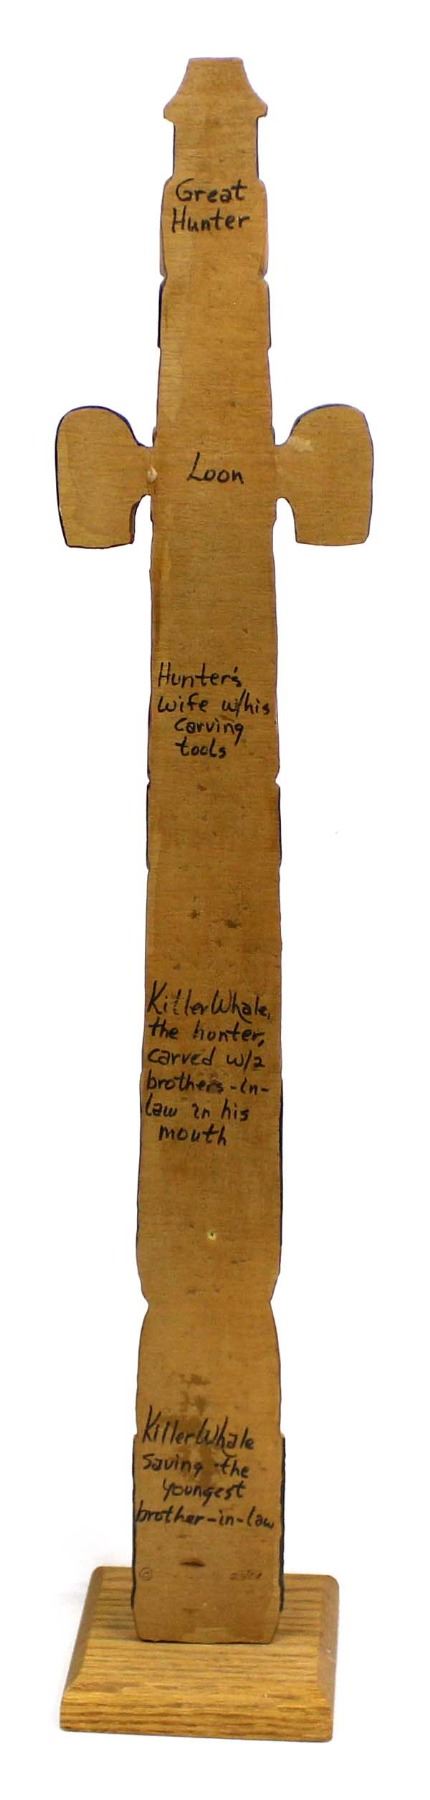 Great
Hunter
Loon
Hunter's
wife w/his
carving
tools
KillerWhale,
the hunter,
carved w/2
brothers-in-
law in his
mouth
KillerWhale
saving the
youngest
brother-in-law
©